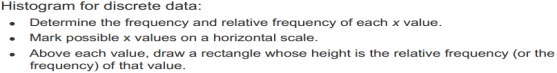 Histogram for discrete data:
• Determine the frequency and relative frequency of each x value.
• Mark possible x values on a horizontal scale.
• Above each value, draw a rectangle whose height is the relative frequency (or the
frequency) of that value.